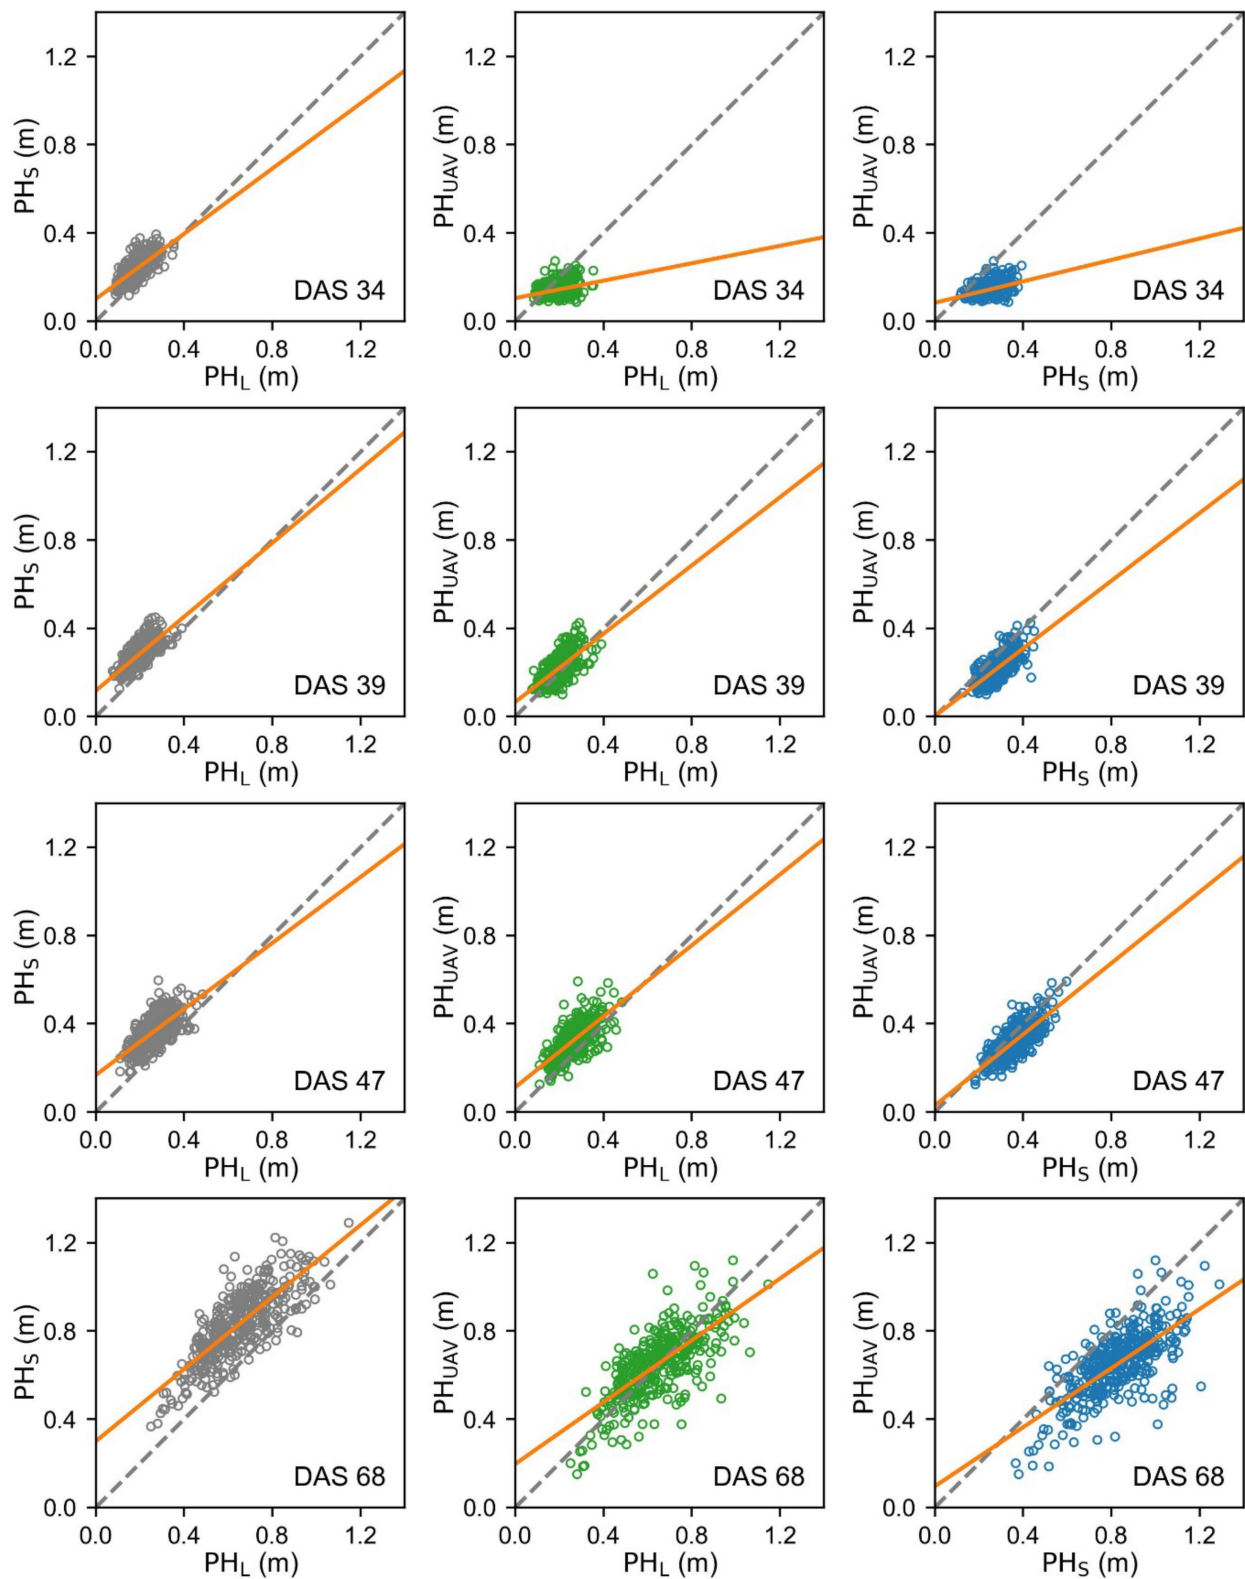 1.2 1.2 1.2
PHS (m) PHUAV (m) PHUAV (m)
0.8 0.8 0.8
0.4 0.4 0.4
DAS 34 DAS 34 DAS 34
0.0 0.0 0.0
0.0 0.4 0.8 1.2 0.0 0.4 0.8 1.2 0.0 0.4 0.8 1.2
PHL (m) PHL (m) PHS (m)
1.2 1.2 1.2
PHS (m) PHUAV (m) PHUAV (m)
0.8 0.8 0.8
0.4 0.4 0.4
DAS 39 DAS 39 DAS 39
0.0 0.0 0.0
0.0 0.4 0.8 1.2 0.0 0.4 0.8 1.2 0.0 0.4 0.8 1.2
PHL (m) PHL (m) PHS (m)
1.2 1.2 1.2
PHS (m) PHUAV (m) PHUAV (m)
0.8 0.8 0.8
0.4 0.4 0.4
DAS 47 DAS 47 DAS 47
0.0 0.0 0.0
0.0 0.4 0.8 1.2 0.0 0.4 0.8 1.2 0.0 0.4 0.8 1.2
PHL (m) PHL (m) PHS (m)
1.2 1.2 1.2
PHS (m) PHUAV (m) PHUAV (m)
0.8 0.8 0.8
0.4 0.4 0.4
DAS 68 DAS 68 DAS 68
0.0 0.0 0.0
0.0 0.4 0.8 1.2 0.0 0.4 0.8 1.2 0.0 0.4 0.8 1.2
PHL (m) PHL (m) PHS (m)